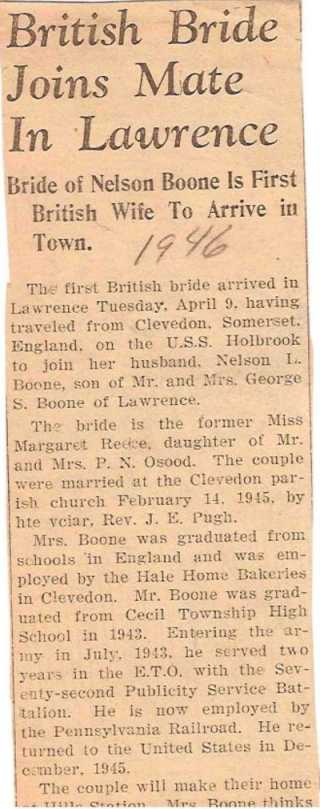 British Bride
Joins Mate
In Lawrence
Bride of Nelson Boone Is First
British Wife To Arrive in
Town.
1946
The first British bride arrived in
Lawrence Tuesday, April 9, having
traveled from Clevedon, Somerset,
England, on the U.S.S. Holbrook
to join her husband, Nelson L.
Boone, son of Mr. and Mrs. George
S. Boone of Lawrence.
The bride is the former Miss
Margaret Reece, daughter of Mr.
and Mrs. P. N. Osood. The couple
were married at the Clevedon par-
ish church February 14, 1945, by
hte vciar, Rev. J. E. Pugh.
Mrs. Boone was graduated from
schools in England and was em-
ployed by the Hale Home Bakeries
in Clevedon. Mr. Boone was grad-
uated from Cecil Township High
School in 1943. Entering the ar-
my in July, 1943, he served two
years in the E.T.O. with the Sev-
enty-second Publicity Service Bat-
talion. He is now employed by
the Pennsylvania Railroad. He re-
turned to the United States in De-
cember, 1945.
The couple will make their home
at Hills Station. Mrs. Boone thinks